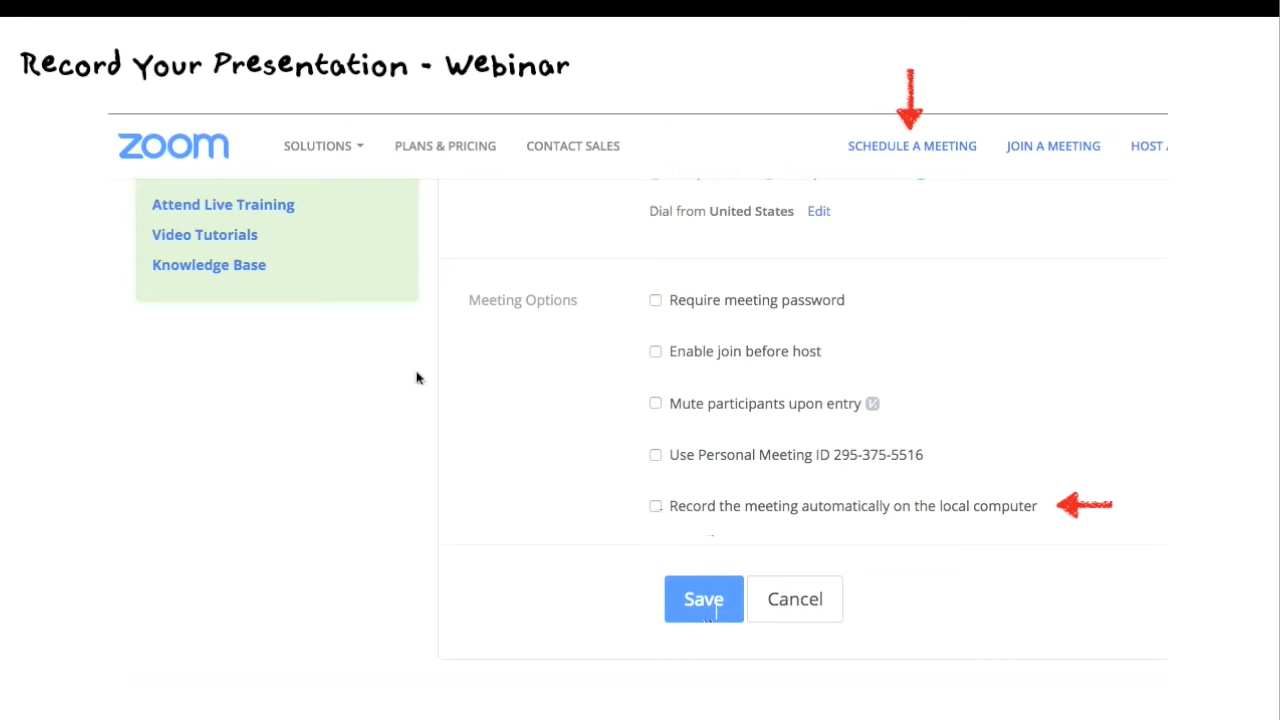 Record Your Presentation - Webinar
zoom SOLUTIONS PLANS & PRICING CONTACT SALES SCHEDULE A MEETING JOIN A MEETING HOST
Attend Live Training
Video Tutorials
Knowledge Base
Dial from United States Edit
Meeting Options
Require meeting password
Enable join before host
Mute participants upon entry
Use Personal Meeting ID 295-375-5516
Record the meeting automatically on the local computer
Save Cancel